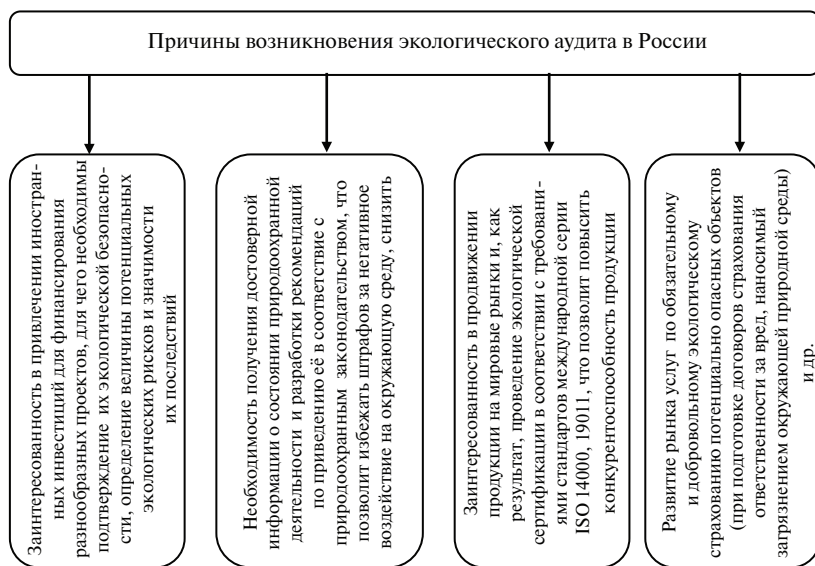 Причины возникновения экологического аудита в России
Заинтересованность в привлечении иностран-
ных инвестиций для финансирования
разнообразных проектов, для чего необходимы
подтверждение их экологической безопасно-
сти, определение величины потенциальных
экологических рисков и значимости
их последствий
Необходимость получения достоверной
информации о состоянии природоохранной
деятельности и разработки рекомендаций
по приведению её в соответствие с
природоохранным законодательством, что
позволит избежать штрафов за негативное
воздействие на окружающую среду, снизить
Заинтересованность в продвижении
продукции на мировые рынки и, как
результат, проведение экологической
сертификации в соответствии с требовани-
ями стандартов международной серии
ISO 14000, 19011, что позволит повысить
конкурентоспособность продукции
Развитие рынка услуг по обязательному
и добровольному экологическому
страхованию потенциально опасных объектов
(при подготовке договоров страхования
ответственности за вред, наносимый
загрязнением окружающей природной среды)
и др.